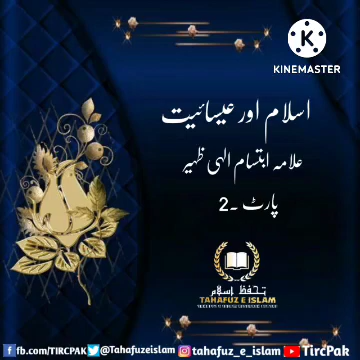 KINEMASTER
اسلام اور عیسائیت
علامہ ابتسام الہی ظہیر
پارٹ ۔2
تحفظ اسلام
TAHAFUZ E ISLAM
fb.com/TIRCPAK @Tahafuzeislam tahafuz_e_islam TircPak